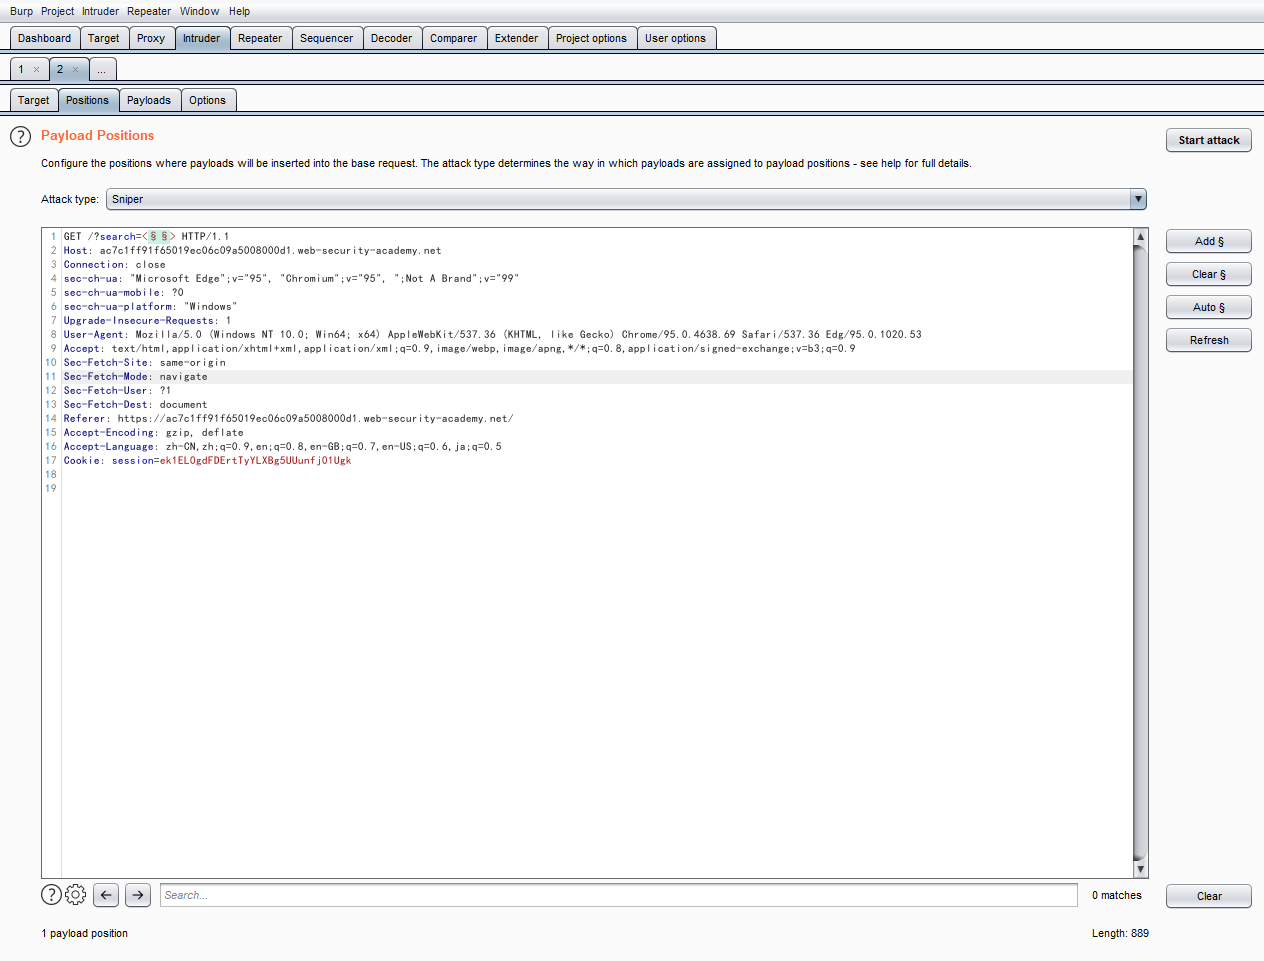 Burp Project Intruder Repeater Window Help
Dashboard Target Proxy Intruder Repeater Sequencer Decoder Comparer Extender Project options User options
1 × 2 × ...
Target Positions Payloads Options
? Payload Positions
Start attack
Configure the positions where payloads will be inserted into the base request. The attack type determines the way in which payloads are assigned to payload positions - see help for full details.
Attack type: Sniper
1 GET /?search=<§ §> HTTP/1.1
2 Host: ac7c1ff91f65019ec06c09a5008000d1.web-security-academy.net
3 Connection: close
4 sec-ch-ua: "Microsoft Edge";v="95", "Chromium";v="95", ";Not A Brand";v="99"
5 sec-ch-ua-mobile: ?0
6 sec-ch-ua-platform: "Windows"
7 Upgrade-Insecure-Requests: 1
8 User-Agent: Mozilla/5.0 (Windows NT 10.0; Win64; x64) AppleWebKit/537.36 (KHTML, like Gecko) Chrome/95.0.4638.69 Safari/537.36 Edg/95.0.1020.53
9 Accept: text/html,application/xhtml+xml,application/xml;q=0.9,image/webp,image/apng,*/*;q=0.8,application/signed-exchange;v=b3;q=0.9
10 Sec-Fetch-Site: same-origin
11 Sec-Fetch-Mode: navigate
12 Sec-Fetch-User: ?1
13 Sec-Fetch-Dest: document
14 Referer: https://ac7c1ff91f65019ec06c09a5008000d1.web-security-academy.net/
15 Accept-Encoding: gzip, deflate
16 Accept-Language: zh-CN,zh;q=0.9,en;q=0.8,en-GB;q=0.7,en-US;q=0.6,ja;q=0.5
17 Cookie: session=ek1EL0gdFDErtTyYLXBg5UUunfj01Ugk
18
19
Add §
Clear §
Auto §
Refresh
? Search... 0 matches Clear
1 payload position Length: 889